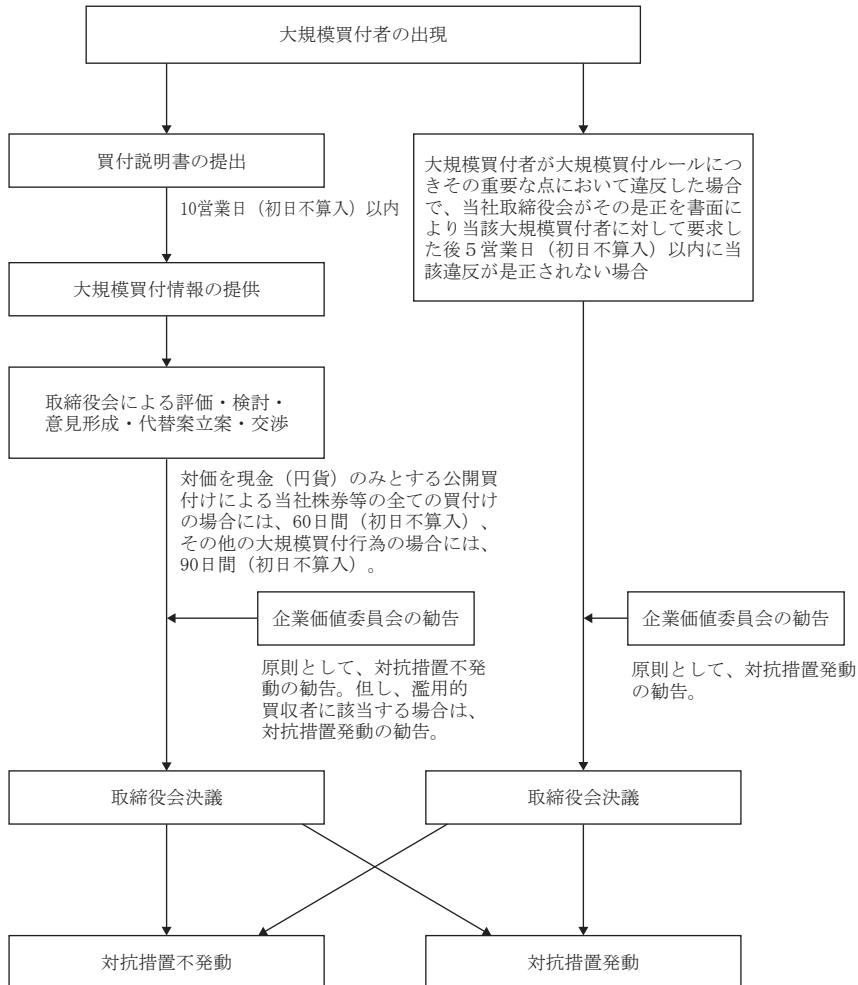 大規模買付者の出現
買付説明書の提出
10営業日（初日不算入）以内
大規模買付情報の提供
取締役会による評価・検討・
意見形成・代替案立案・交渉
対価を現金（円貨）のみとする公開買
付けによる当社株券等の全ての買付け
の場合には、60日間（初日不算入）、
その他の大規模買付行為の場合には、
90日間（初日不算入）。
企業価値委員会の勧告
原則として、対抗措置不発
動の勧告。但し、濫用的
買収者に該当する場合は、
対抗措置発動の勧告。
取締役会決議
対抗措置不発動
大規模買付者が大規模買付ルールにつ
きその重要な点において違反した場合
で、当社取締役会がその是正を書面に
より当該大規模買付者に対して要求し
た後５営業日（初日不算入）以内に当
該違反が是正されない場合
企業価値委員会の勧告
原則として、対抗措置発動
の勧告。
取締役会決議
対抗措置発動